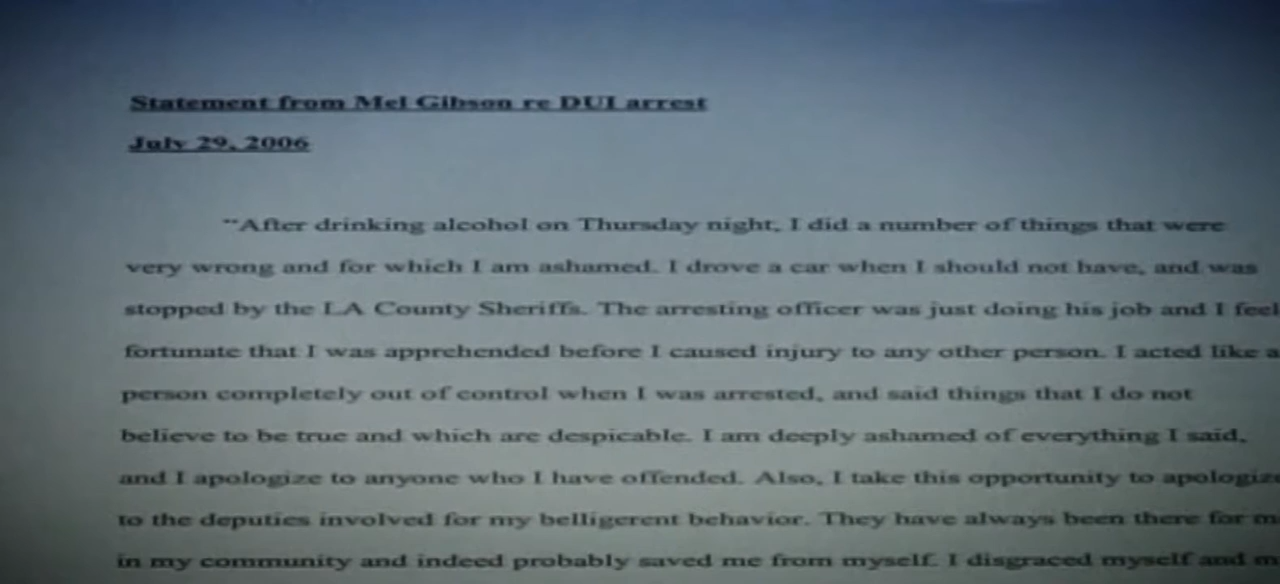 Statement from Mel Gibson re DUI arrest
July 29, 2006
"After drinking alcohol on Thursday night, I did a number of things that were
very wrong and for which I am ashamed. I drove a car when I should not have, and was
stopped by the LA County Sheriffs. The arresting officer was just doing his job and I feel
fortunate that I was apprehended before I caused injury to any other person. I acted like a
person completely out of control when I was arrested, and said things that I do not
believe to be true and which are despicable. I am deeply ashamed of everything I said,
and I apologize to anyone who I have offended. Also, I take this opportunity to apologize
to the deputies involved for my belligerent behavior. They have always been there for
in my community and indeed probably saved me from myself. I disgraced myself and